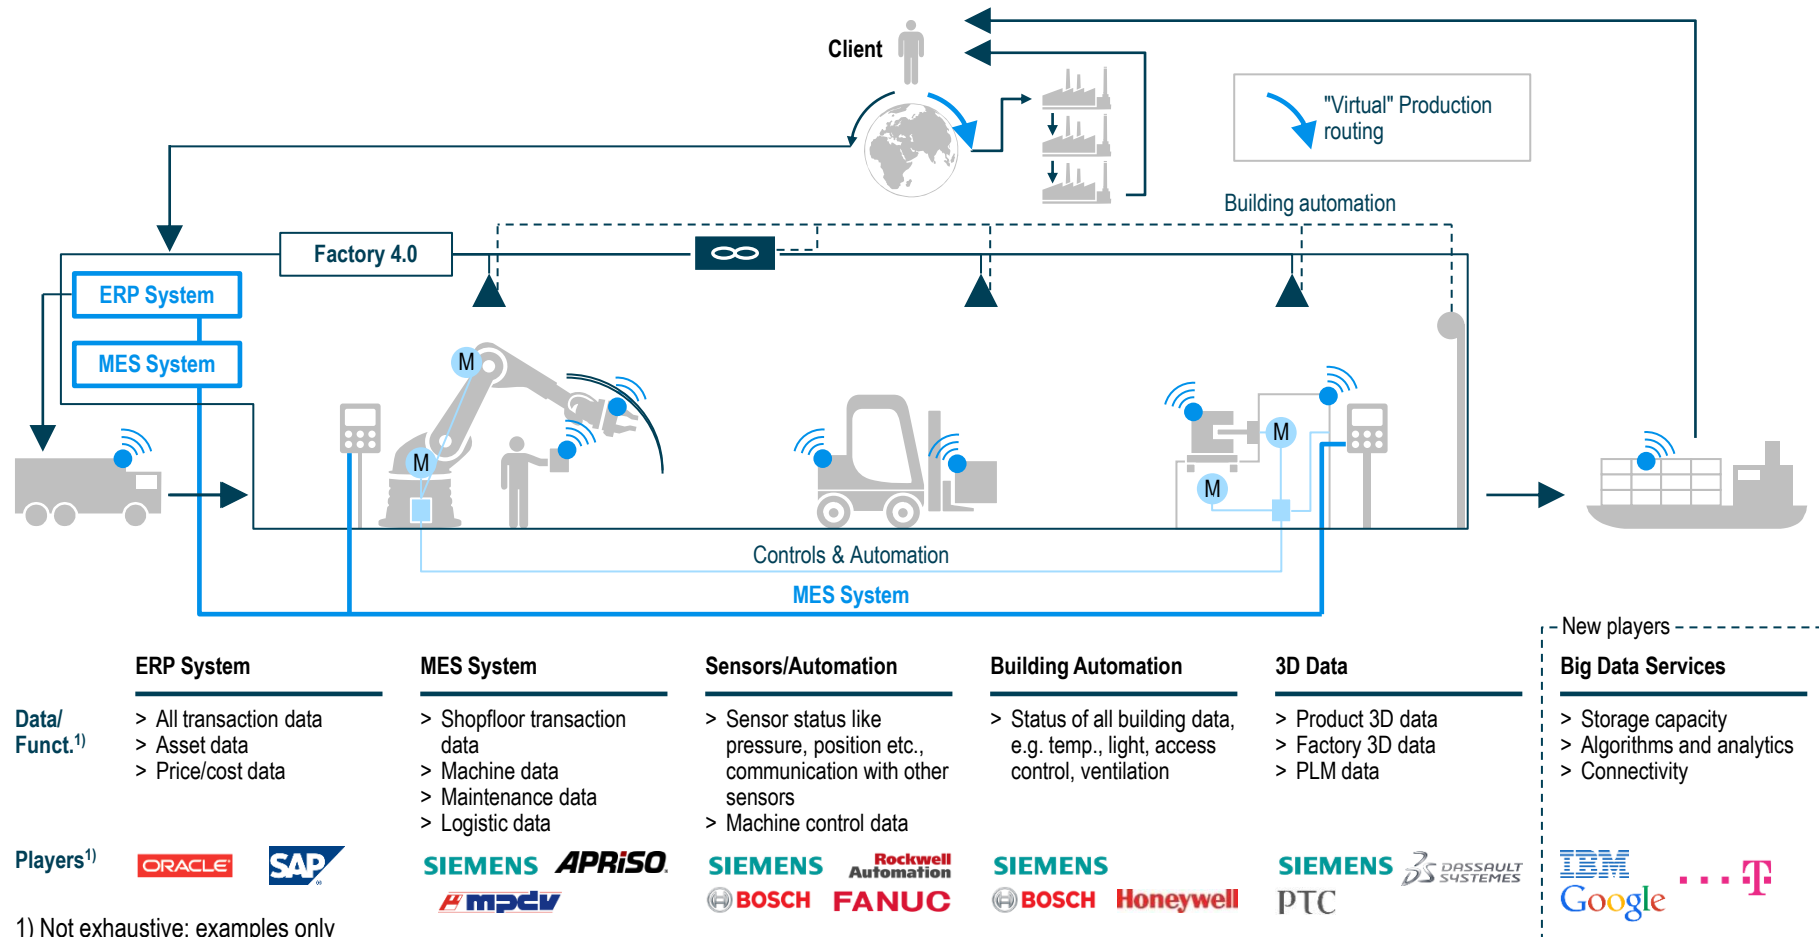 Client
"Virtual" Production
routing
Building automation
Factory 4.0
ERP System
MES System
M
M
M
M
Controls & Automation
MES System
New players
ERP System
MES System
Sensors/Automation
Building Automation
3D Data
Big Data Services
Data/
Funct.1)
> All transaction data
> Asset data
> Price/cost data
> Shopfloor transaction
data
> Machine data
> Maintenance data
> Logistic data
> Sensor status like
pressure, position etc.,
communication with other
sensors
> Machine control data
> Status of all building data,
e.g. temp., light, access
control, ventilation
> Product 3D data
> Factory 3D data
> PLM data
> Storage capacity
> Algorithms and analytics
> Connectivity
Players1)
ORACLE
SAP
SIEMENS
APRiSO.
mpdv
SIEMENS
Rockwell
Automation
BOSCH
FANUC
SIEMENS
BOSCH
Honeywell
SIEMENS
DASSAULT
SYSTEMES
PTC
IBM
Google
T
1) Not exhaustive; examples only